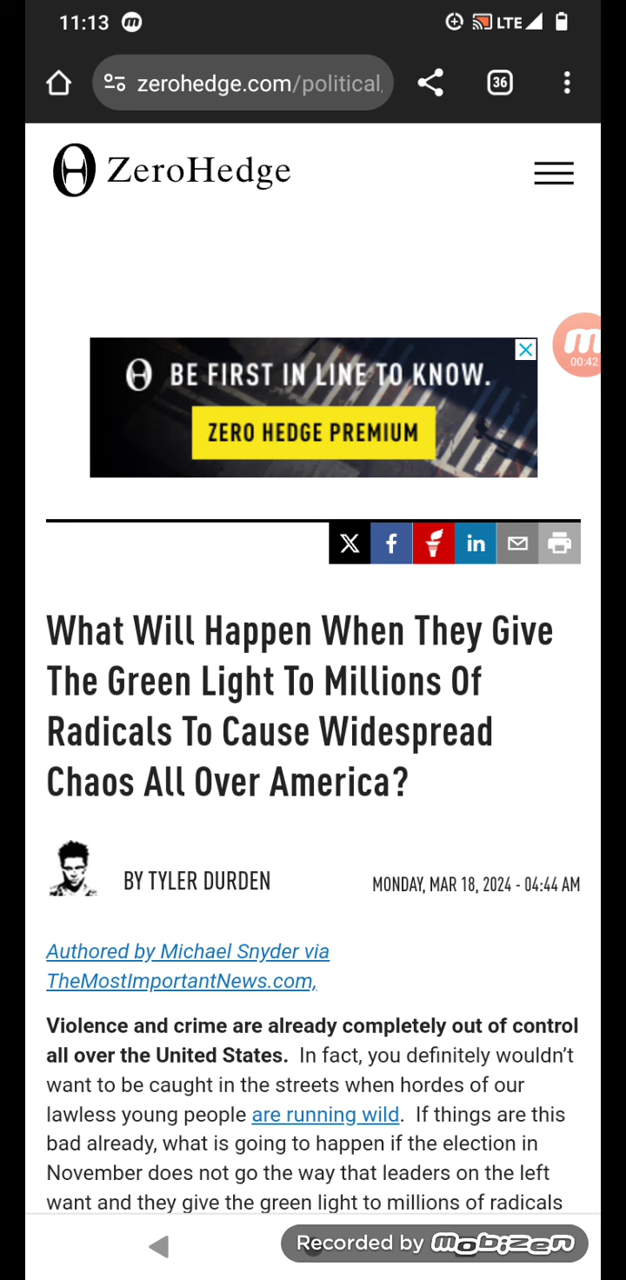 11:13
LTE
zerohedge.com/political
36
ZeroHedge
BE FIRST IN LINE TO KNOW.
ZERO HEDGE PREMIUM
00:42
What Will Happen When They Give
The Green Light To Millions Of
Radicals To Cause Widespread
Chaos All Over America?
BY TYLER DURDEN
MONDAY, MAR 18, 2024 - 04:44 AM
Authored by Michael Snyder via
TheMostImportantNews.com,
Violence and crime are already completely out of control
all over the United States.  In fact, you definitely wouldn't
want to be caught in the streets when hordes of our
lawless young people are running wild.  If things are this
bad already, what is going to happen if the election in
November does not go the way that leaders on the left
want and they give the green light to millions of radicals
Recorded by mobizen